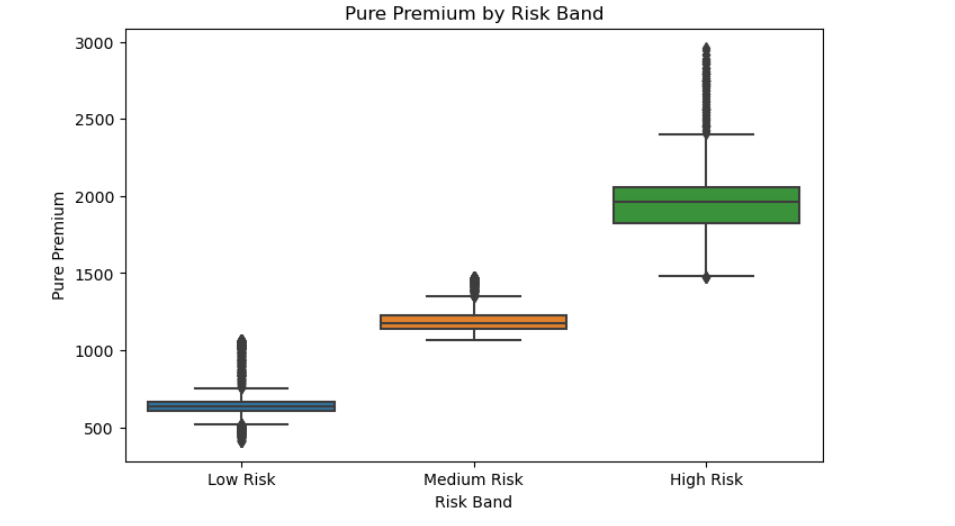 Pure Premium by Risk Band
3000
2500
2000
1500
1000
500
Pure Premium
Low Risk
Medium Risk
High Risk
Risk Band